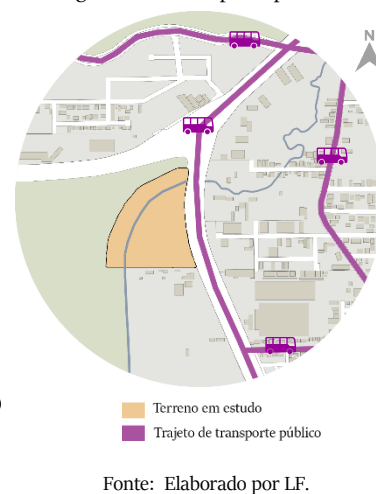 N
Terreno em estudo
Trajeto de transporte público
Fonte: Elaborado por LF.